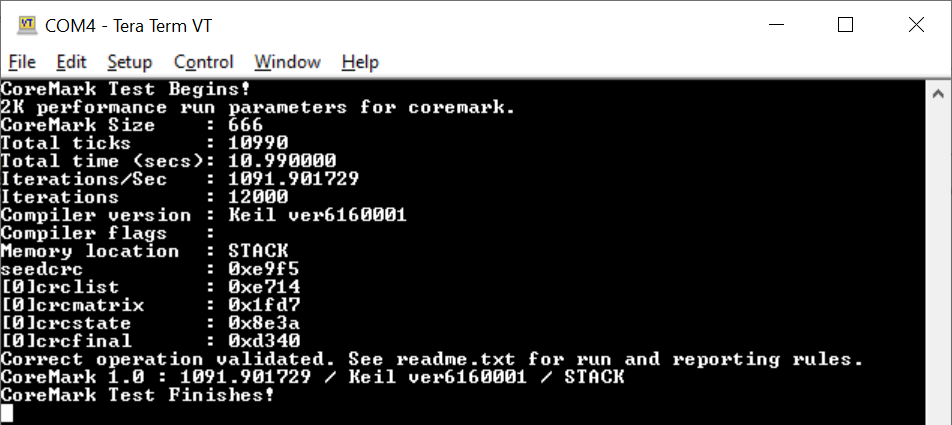 COM4 - Tera Term VT
File Edit Setup Control Window Help
CoreMark Test Begins!
2K performance run parameters for coremark.
CoreMark Size    : 666
Total ticks      : 10990
Total time (secs): 10.990000
Iterations/Sec   : 1091.901729
Iterations       : 12000
Compiler version : Keil ver6160001
Compiler flags   :
Memory location  : STACK
seedcrc          : 0xe9f5
[0]crclist       : 0xe714
[0]crcmatrix     : 0x1fd7
[0]crcstate      : 0x8e3a
[0]crcfinal      : 0xd340
Correct operation validated. See readme.txt for run and reporting rules.
CoreMark 1.0 : 1091.901729 / Keil ver6160001 / STACK
CoreMark Test Finishes!